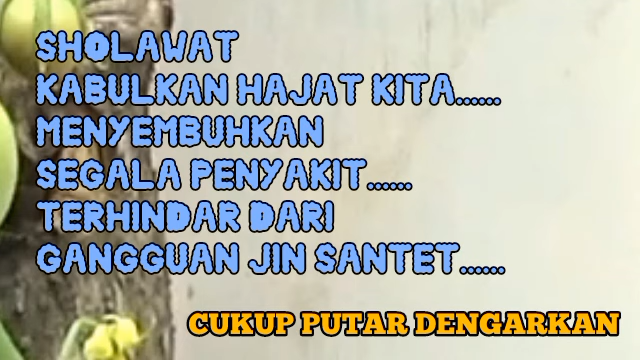 SHOLAWAT
KABULKAN HAJAT KITA......
MENYEMBUHKAN
SEGALA PENYAKIT......
TERHINDAR DARI
GANGGUAN JIN SANTET......
CUKUP PUTAR DENGARKAN